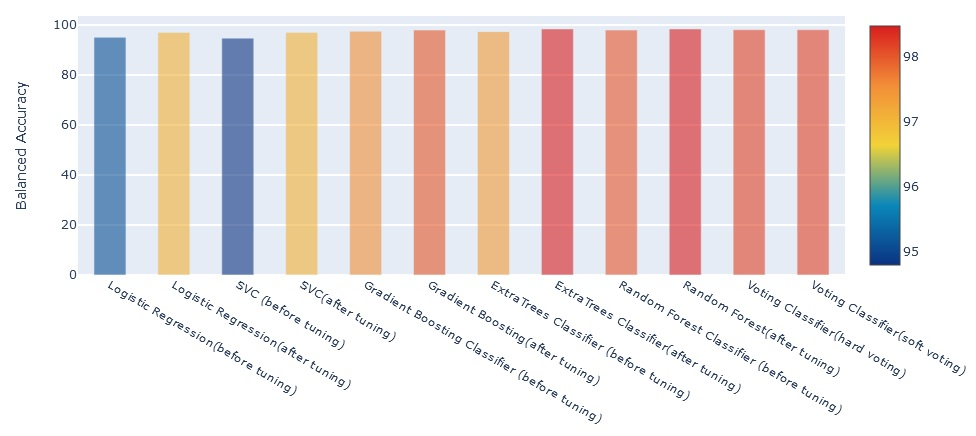 Balanced Accuracy
100
80
60
40
20
0
Logistic Regression(before tuning)
Logistic Regression(after tuning)
SVC (before tuning)
SVC(after tuning)
Gradient Boosting Classifier (before tuning)
Gradient Boosting(after tuning)
ExtraTrees Classifier (before tuning)
ExtraTrees Classifier(after tuning)
Random Forest Classifier (before tuning)
Random Forest(after tuning)
Voting Classifier(hard voting)
Voting Classifier(soft voting)
98
97
96
95